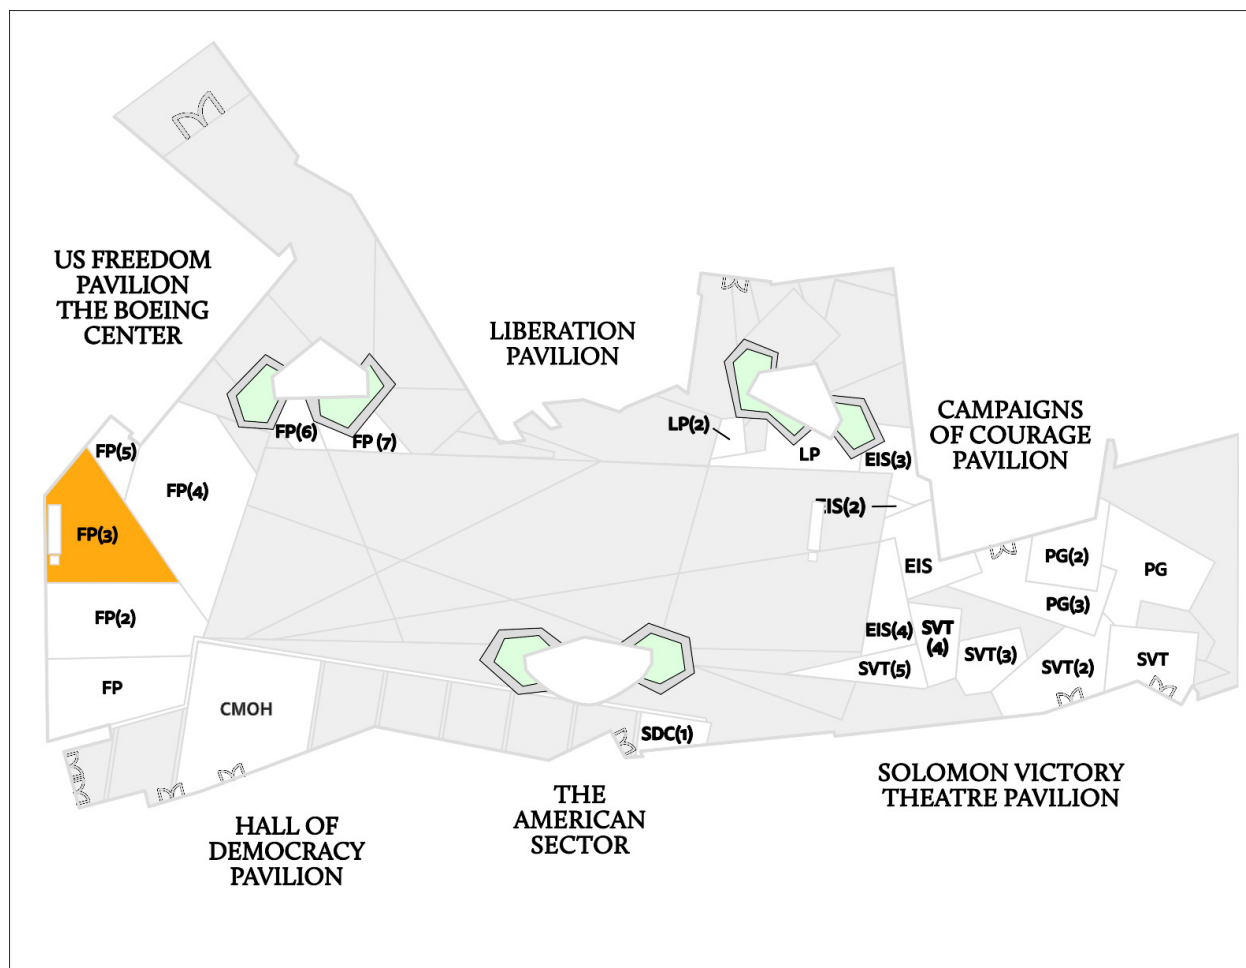 US FREEDOM
PAVILION
THE BOEING
CENTER
LIBERATION
PAVILION
CAMPAIGNS
OF COURAGE
PAVILION
LP(2)
FP(6)
FP (7)
FP(5)
LP
EIS(3)
FP(4)
EIS(2)
FP(3)
EIS
PG(2)
PG
PG(3)
FP(2)
EIS(4)
SVT
(4)
SVT(3)
SVT(5)
SVT(2)
SVT
FP
CMOH
SDC(1)
SOLOMON VICTORY
THEATRE PAVILION
THE
AMERICAN
SECTOR
HALL OF
DEMOCRACY
PAVILION